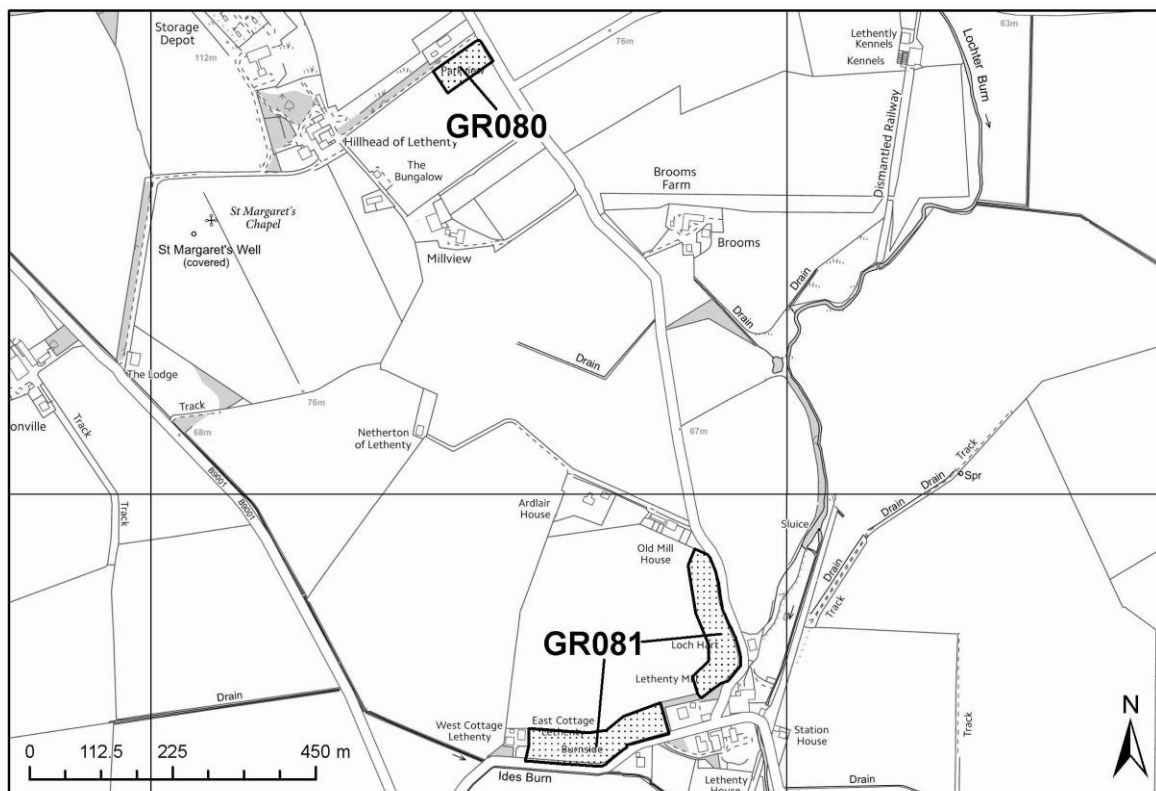 Storage
Depot
112m
Parkview
GR080
76m
Lethently
Kennels
Kennels
63m
Lochter Burn
Dismantled Railway
Hillhead of Lethenty
The
Bungalow
St Margaret's
Chapel
St Margaret's Well
(covered)
Millview
Brooms
Farm
Brooms
Drain
Drain
Drain
The Lodge
onville
Track
Track
76m
68m
B9001
B9001
Netherton
of Lethenty
67m
Track
Spr
Drain
Drain
Track
Ardlair
House
Old Mill
House
Sluice
Drain
Track
GR081
Loch Hart
Lethenty Mill
Drain
West Cottage
Lethenty
East Cottage
Lethenty
Burnside
Station
House
Track
N
0 112.5 225 450 m
Ides Burn
Lethenty
House
Drain